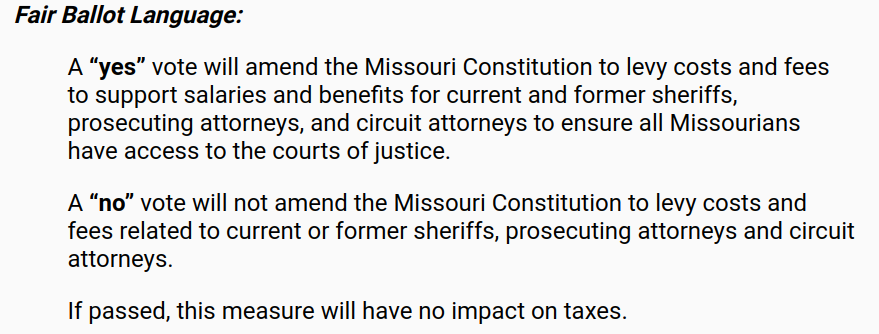 Fair Ballot Language:
A “yes” vote will amend the Missouri Constitution to levy costs and fees
to support salaries and benefits for current and former sheriffs,
prosecuting attorneys, and circuit attorneys to ensure all Missourians
have access to the courts of justice.
A “no” vote will not amend the Missouri Constitution to levy costs and
fees related to current or former sheriffs, prosecuting attorneys and circuit
attorneys.
If passed, this measure will have no impact on taxes.